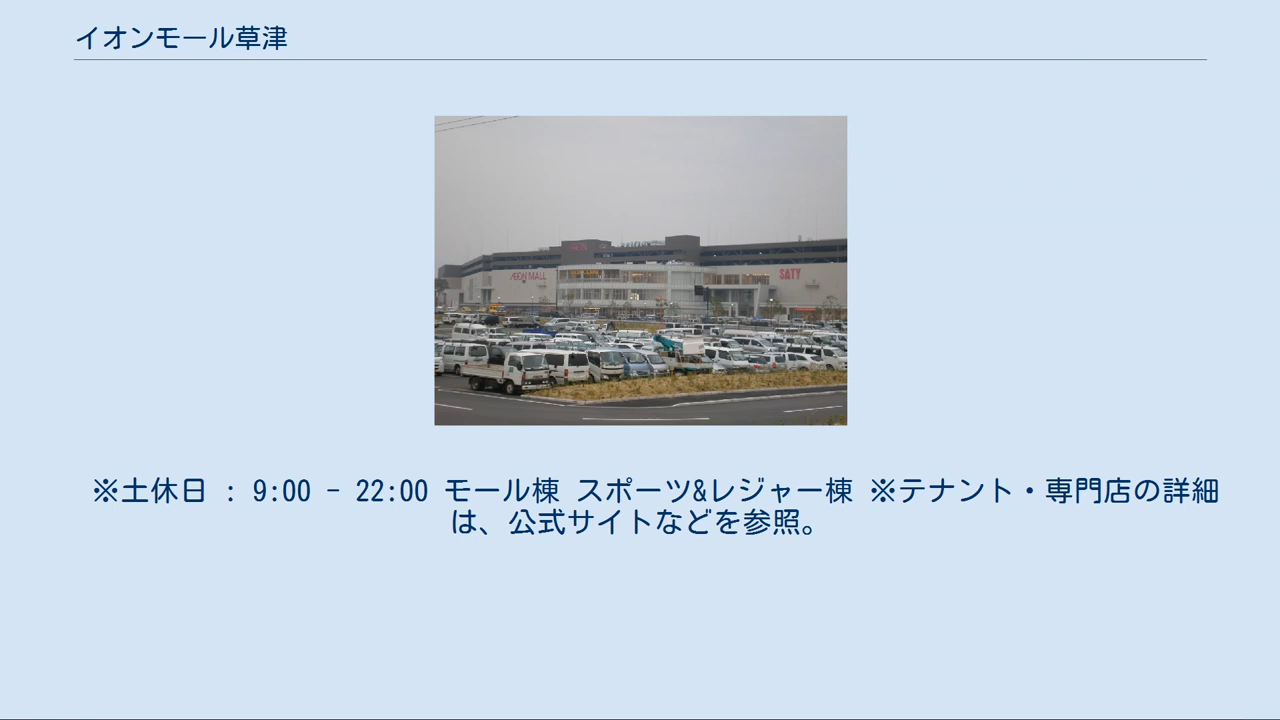 イオンモール草津
ÆON MALL
SATY
※土休日 : 9:00 - 22:00 モール棟 スポーツ&レジャー棟 ※テナント・専門店の詳細
は、公式サイトなどを参照。